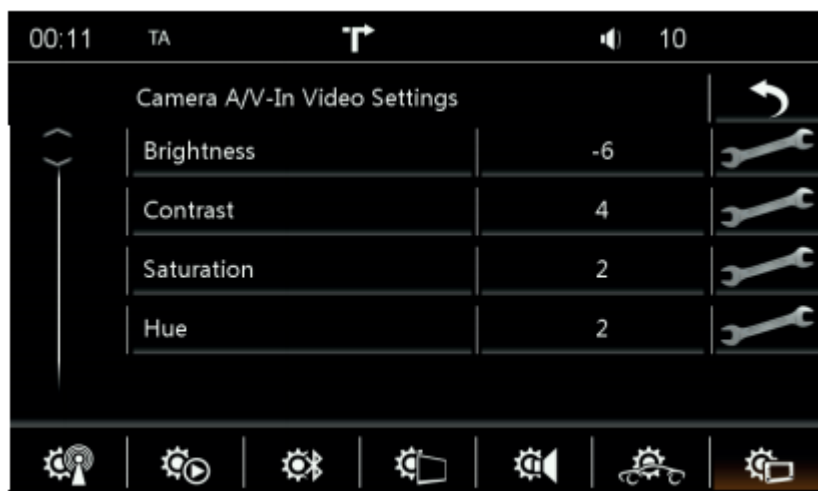 00:11 TA 10
Camera A/V-In Video Settings
Brightness -6
Contrast 4
Saturation 2
Hue 2